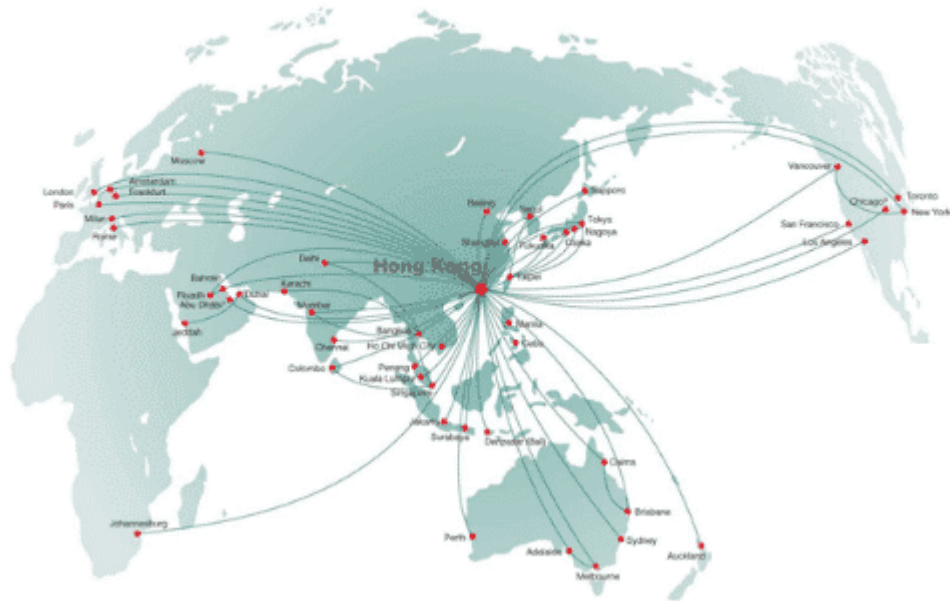 Moscow
Vancouver
London
Amsterdam
Frankfurt
Paris
Milan
Rome
Sapporo
Toronto
Chicago
New York
Beijing
Seoul
Tokyo
Nagoya
San Francisco
Shanghai
Fukuoka
Osaka
Los Angeles
Delhi
Hong Kong
Taipei
Bahrain
Karachi
Riyadh
Dubai
Abu Dhabi
Mumbai
Jeddah
Bangkok
Manila
Chennai
Ho Chi Minh City
Cebu
Colombo
Penang
Kuala Lumpur
Singapore
Jakarta
Surabaya
Denpasar (Bali)
Cairns
Brisbane
Johannesburg
Perth
Sydney
Adelaide
Auckland
Melbourne